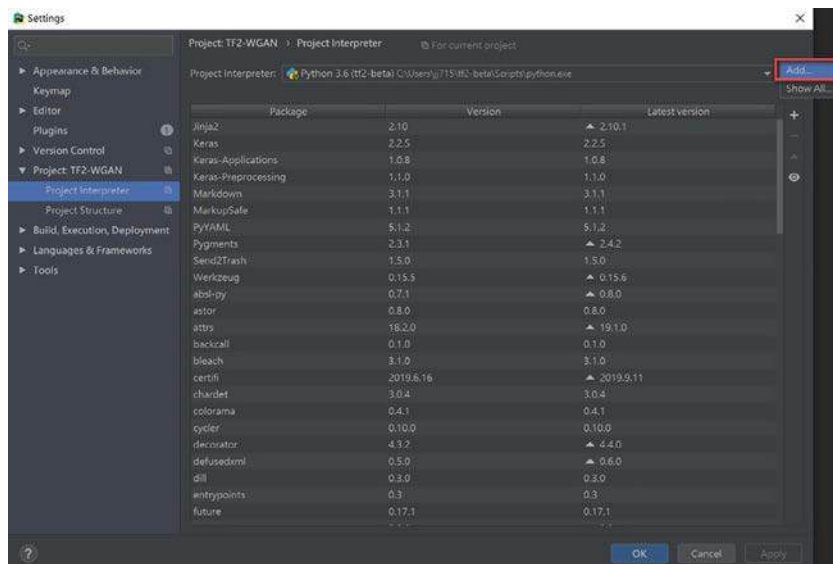 Settings
Project: TF2-WGAN › Project Interpreter For current project
Appearance & Behavior
Keymap
Editor
Plugins 1
Version Control
Project: TF2-WGAN
Project Interpreter
Project Structure
Build, Execution, Deployment
Languages & Frameworks
Tools
Project Interpreter: Python 3.6 (tf2-beta) C:\Users\jj715\tf2-beta\Scripts\python.exe
Add...
Show All...
Package Version Latest version
Jinja2 2.10 ▲ 2.10.1
Keras 2.2.5 2.2.5
Keras-Applications 1.0.8 1.0.8
Keras-Preprocessing 1.1.0 1.1.0
Markdown 3.1.1 3.1.1
MarkupSafe 1.1.1 1.1.1
PyYAML 5.1.2 5.1.2
Pygments 2.3.1 ▲ 2.4.2
Send2Trash 1.5.0 1.5.0
Werkzeug 0.15.5 ▲ 0.15.6
absl-py 0.7.1 ▲ 0.8.0
astor 0.8.0 0.8.0
attrs 18.2.0 ▲ 19.1.0
backcall 0.1.0 0.1.0
bleach 3.1.0 3.1.0
certifi 2019.6.16 ▲ 2019.9.11
chardet 3.0.4 3.0.4
colorama 0.4.1 0.4.1
cycler 0.10.0 0.10.0
decorator 4.3.2 ▲ 4.4.0
defusedxml 0.5.0 ▲ 0.6.0
dill 0.3.0 0.3.0
entrypoints 0.3 0.3
future 0.17.1 0.17.1
? OK Cancel Apply